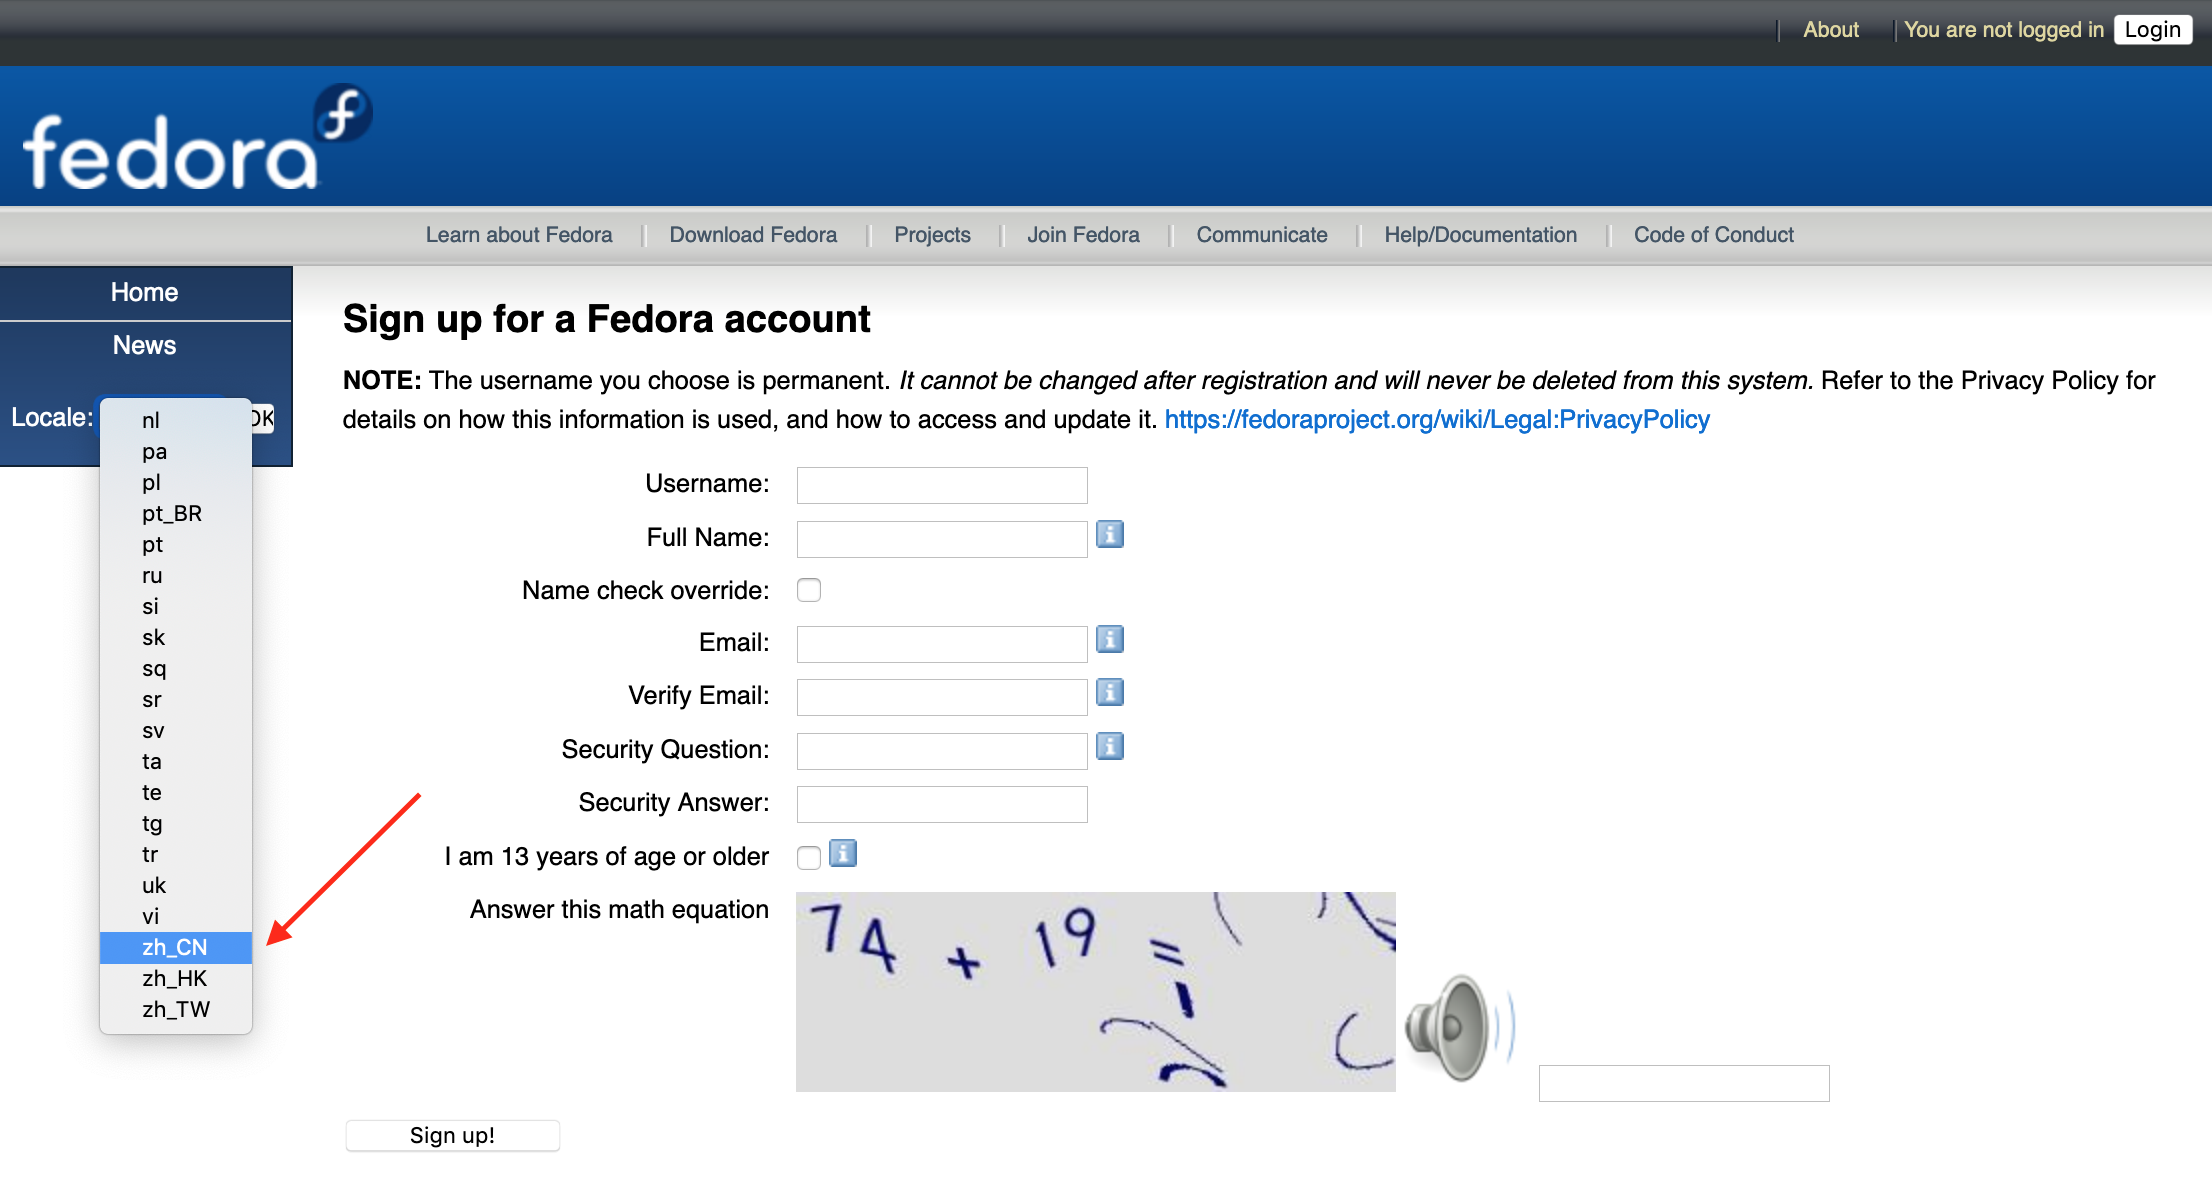 About
You are not logged in Login
fedora
Learn about Fedora
Download Fedora
Projects
Join Fedora
Communicate
Help/Documentation
Code of Conduct
Home
News
Locale:
nl
pa
pl
pt_BR
pt
ru
si
sk
sq
sr
sv
ta
te
tg
tr
uk
vi
zh_CN
zh_HK
zh_TW
OK
Sign up for a Fedora account
NOTE: The username you choose is permanent. It cannot be changed after registration and will never be deleted from this system. Refer to the Privacy Policy for
details on how this information is used, and how to access and update it. https://fedoraproject.org/wiki/Legal:PrivacyPolicy
Username:
Full Name:
Name check override:
Email:
Verify Email:
Security Question:
Security Answer:
I am 13 years of age or older
Answer this math equation
74 + 19 =
Sign up!